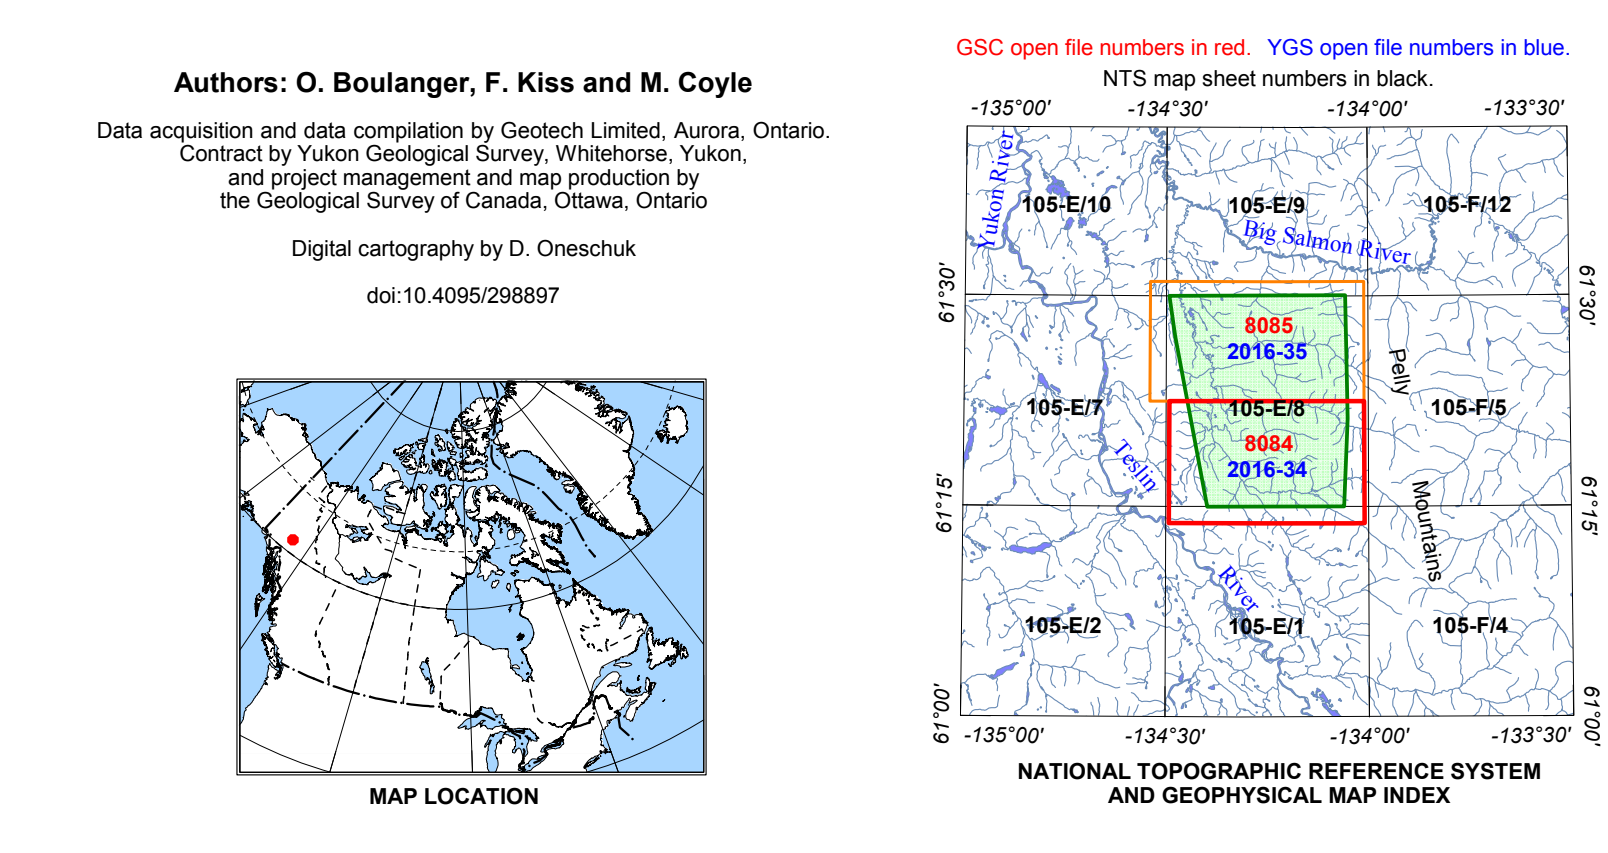 Authors: O. Boulanger, F. Kiss and M. Coyle
Data acquisition and data compilation by Geotech Limited, Aurora, Ontario.
Contract by Yukon Geological Survey, Whitehorse, Yukon,
and project management and map production by
the Geological Survey of Canada, Ottawa, Ontario
Digital cartography by D. Oneschuk
doi:10.4095/298897
MAP LOCATION
GSC open file numbers in red. YGS open file numbers in blue.
NTS map sheet numbers in black.
-135°00' -134°30' -134°00' -133°30'
Yukon River
105-E/10 105-E/9 105-F/12
Big Salmon River
61°30' 61°30'
8085
2016-35
Pelly
105-E/7 105-E/8 105-F/5
8084
2016-34
Teslin
61°15' 61°15'
Mountains
River
105-E/2 105-E/1 105-F/4
61°00' 61°00'
-135°00' -134°30' -134°00' -133°30'
NATIONAL TOPOGRAPHIC REFERENCE SYSTEM
AND GEOPHYSICAL MAP INDEX